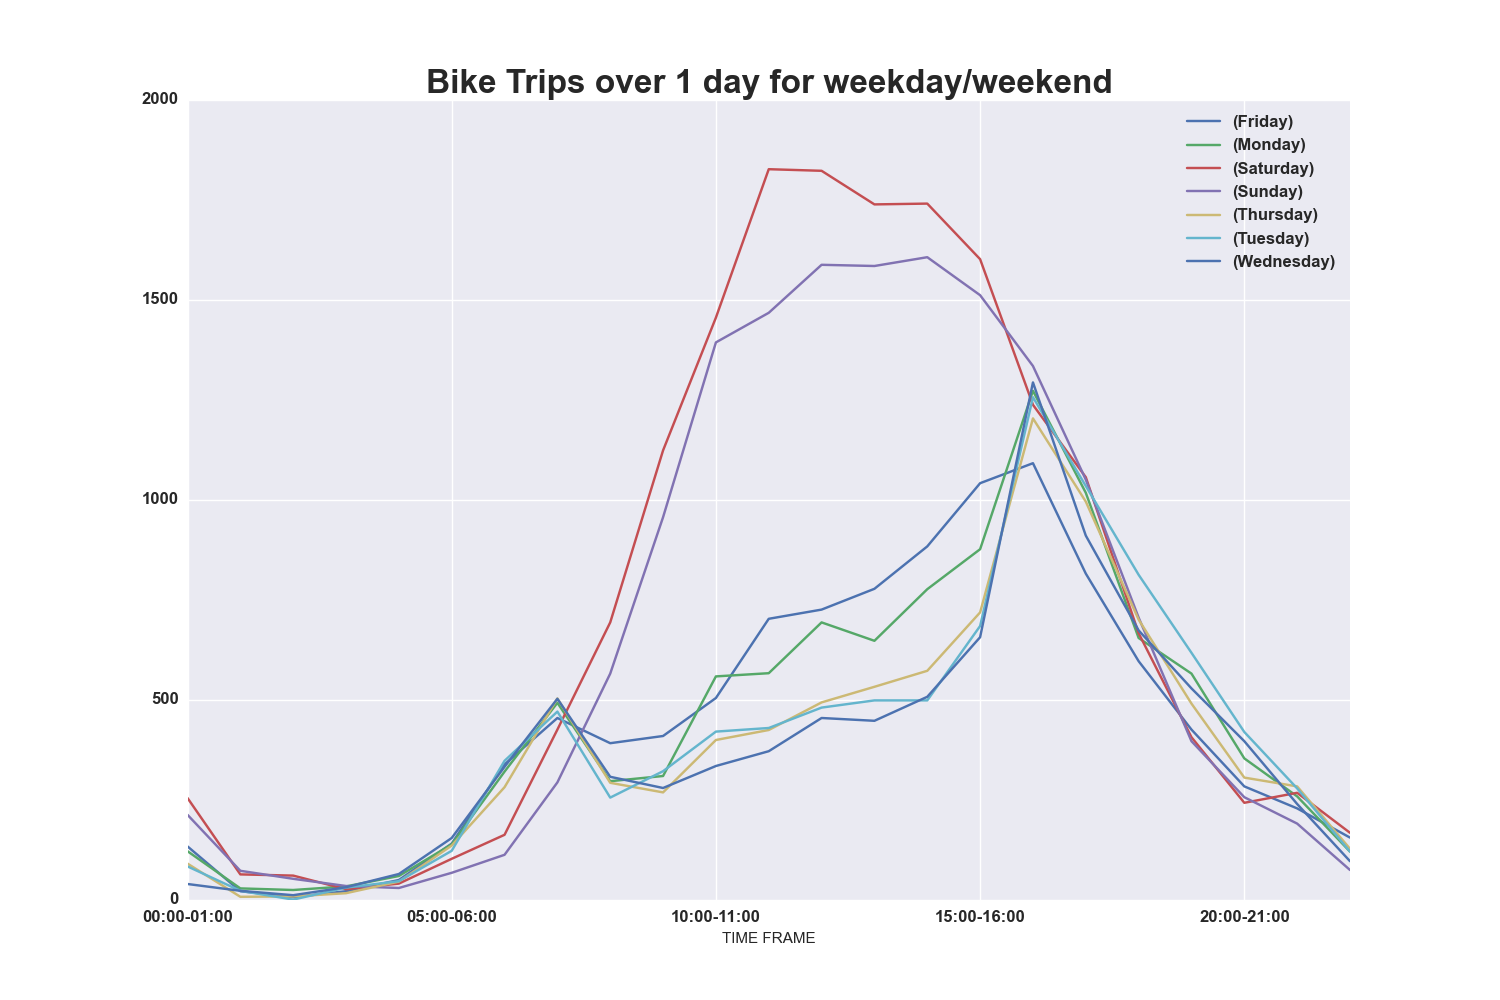 Bike Trips over 1 day for weekday/weekend
2000
1500
1000
500
0
(Friday)
(Monday)
(Saturday)
(Sunday)
(Thursday)
(Tuesday)
(Wednesday)
00:00-01:00 05:00-06:00 10:00-11:00 15:00-16:00 20:00-21:00
TIME FRAME